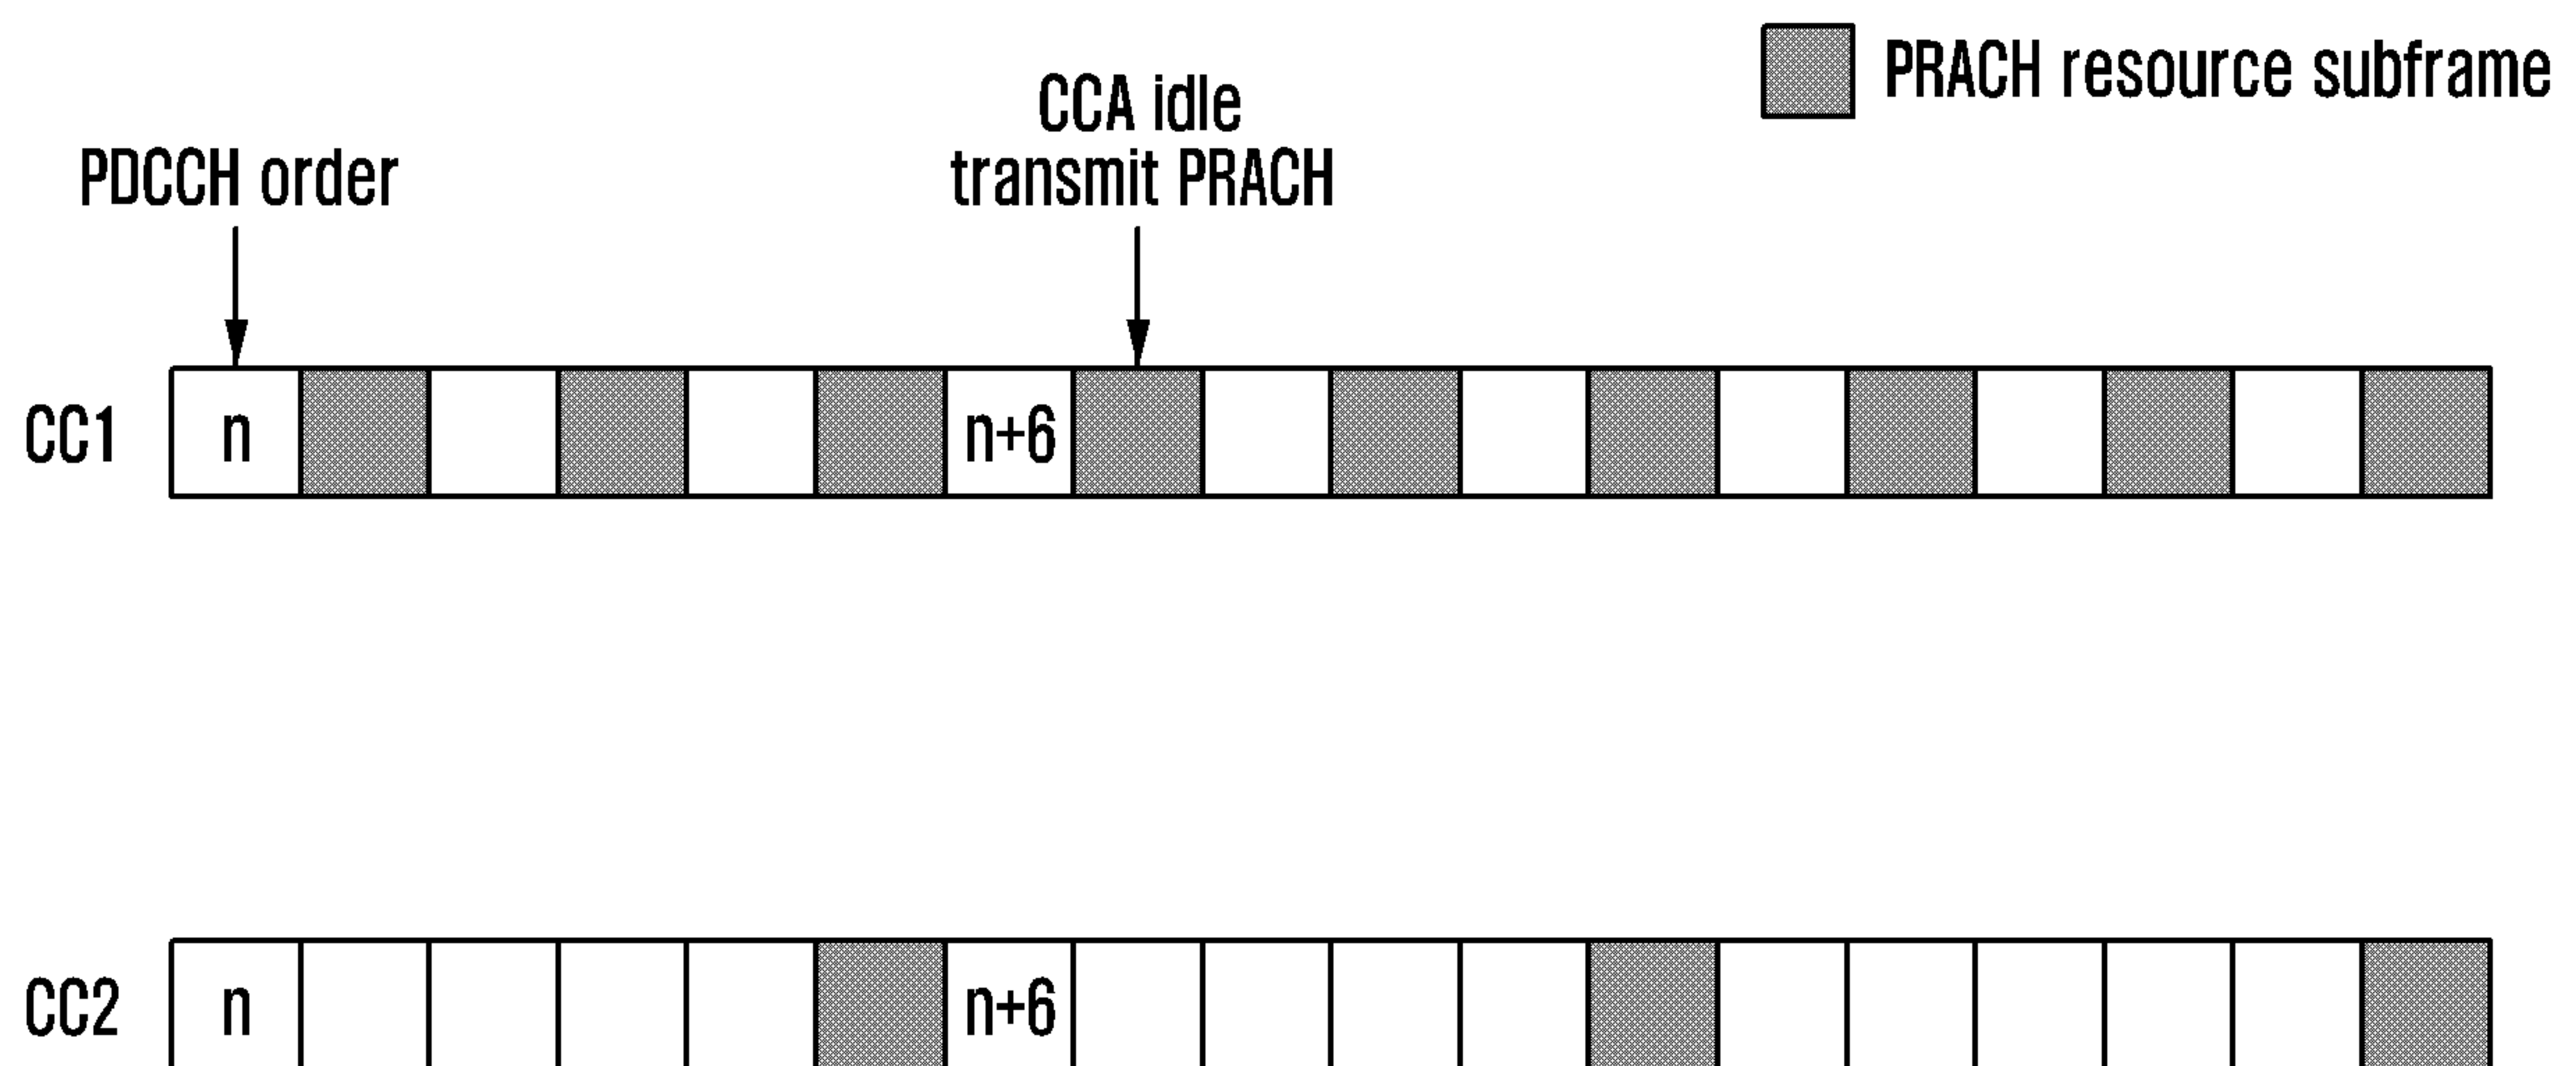 PRACH resource subframe
CCA idle
transmit PRACH
PDCCH order
CC1 n n+6
CC2 n n+6